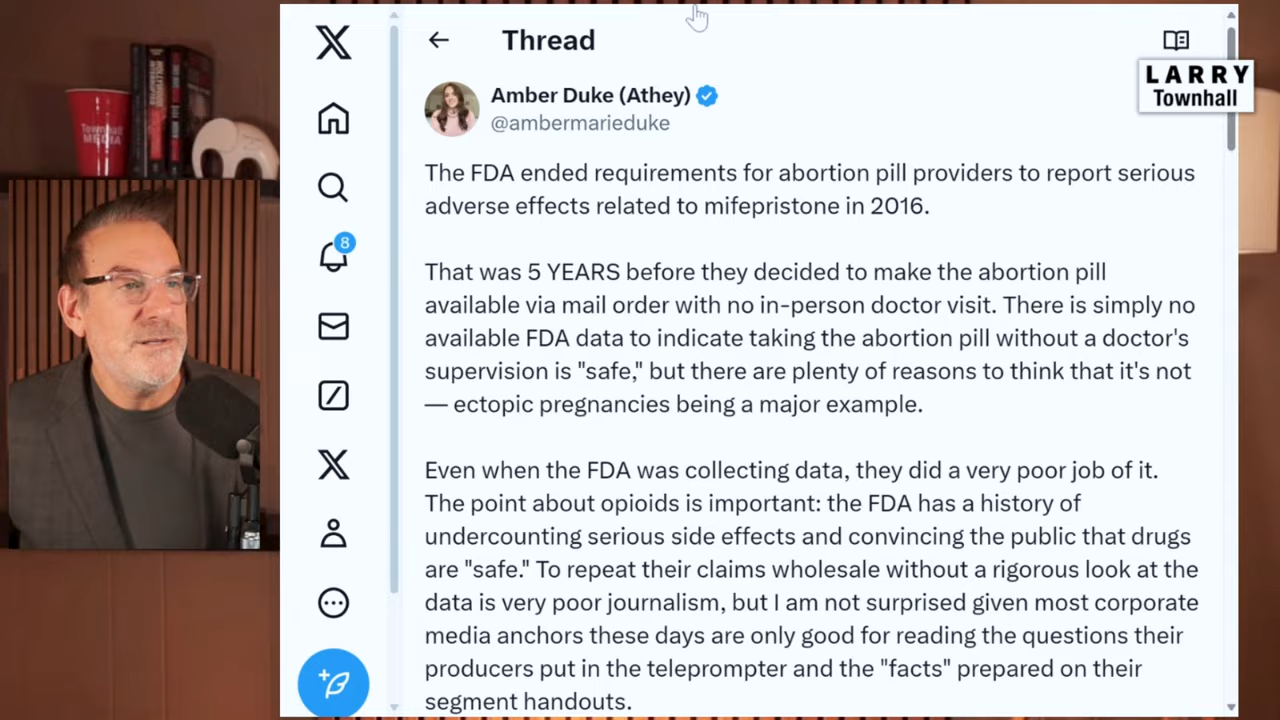 Thread
LARRY
Townhall
Amber Duke (Athey)
@ambermarieduke
8
The FDA ended requirements for abortion pill providers to report serious
adverse effects related to mifepristone in 2016.
That was 5 YEARS before they decided to make the abortion pill
available via mail order with no in-person doctor visit. There is simply no
available FDA data to indicate taking the abortion pill without a doctor's
supervision is "safe," but there are plenty of reasons to think that it's not
— ectopic pregnancies being a major example.
Even when the FDA was collecting data, they did a very poor job of it.
The point about opioids is important: the FDA has a history of
undercounting serious side effects and convincing the public that drugs
are "safe." To repeat their claims wholesale without a rigorous look at the
data is very poor journalism, but I am not surprised given most corporate
media anchors these days are only good for reading the questions their
producers put in the teleprompter and the "facts" prepared on their
segment handouts.
Townhall
MEDIA